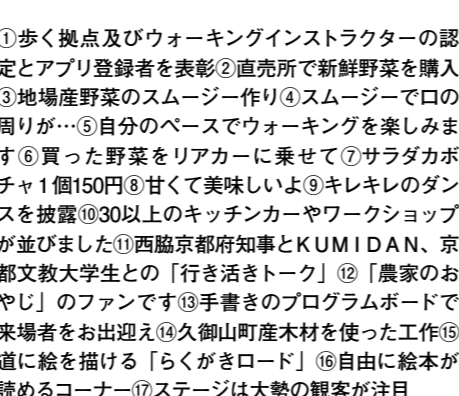 ①歩く拠点及びウォーキングインストラクターの認
定とアプリ登録者を表彰②直売所で新鮮野菜を購入
③地場産野菜のスムージー作り④スムージーで口の
周りが…⑤自分のペースでウォーキングを楽しみま
す⑥買った野菜をリアカーに乗せて⑦サラダカボ
チャ1個150円⑧甘くて美味しいよ⑨キレキレのダン
スを披露⑩30以上のキッチンカーやワークショップ
が並びました⑪西脇京都府知事とKUMIDAN、京
都文教大学生との「行き活きトーク」⑫「農家のお
やじ」のファンです⑬手書きのプログラムボードで
来場者をお出迎え⑭久御山町産木材を使った工作⑮
道に絵を描ける「らくがきロード」⑯自由に絵本が
読めるコーナー⑰ステージは大勢の観客が注目